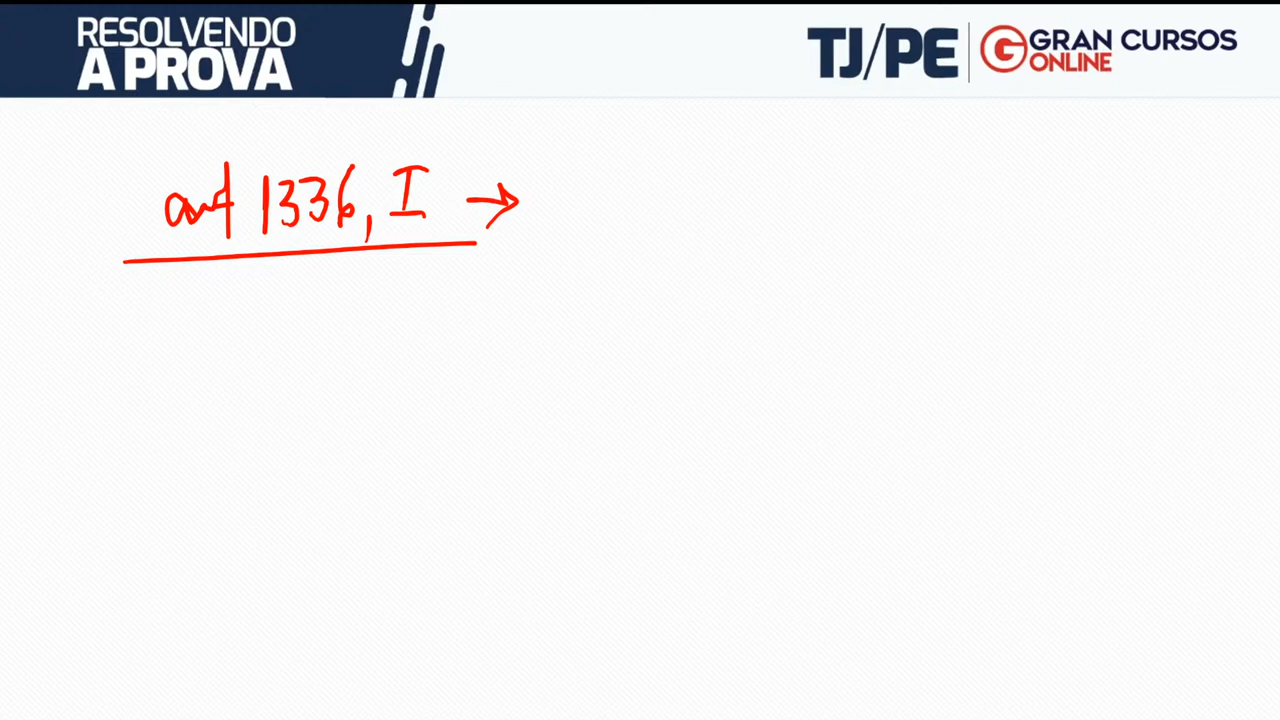 RESOLVENDO
A PROVA
TJ/PE
GRAN CURSOS
ONLINE
art 1336, I →